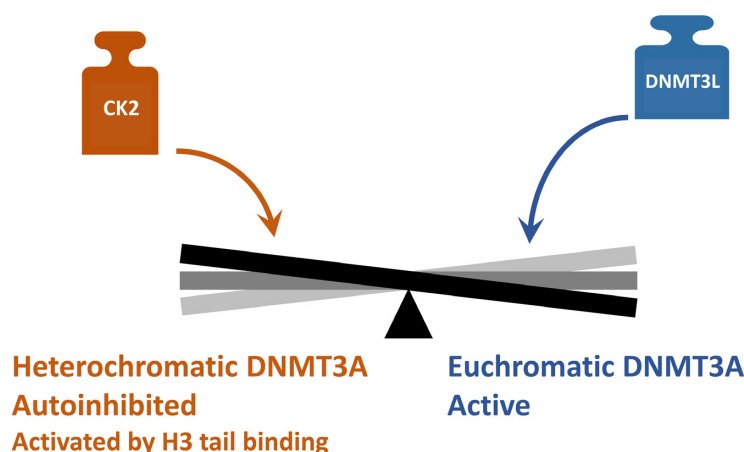 CK2
DNMT3L
Heterochromatic DNMT3A
Autoinhibited
Activated by H3 tail binding
Euchromatic DNMT3A
Active